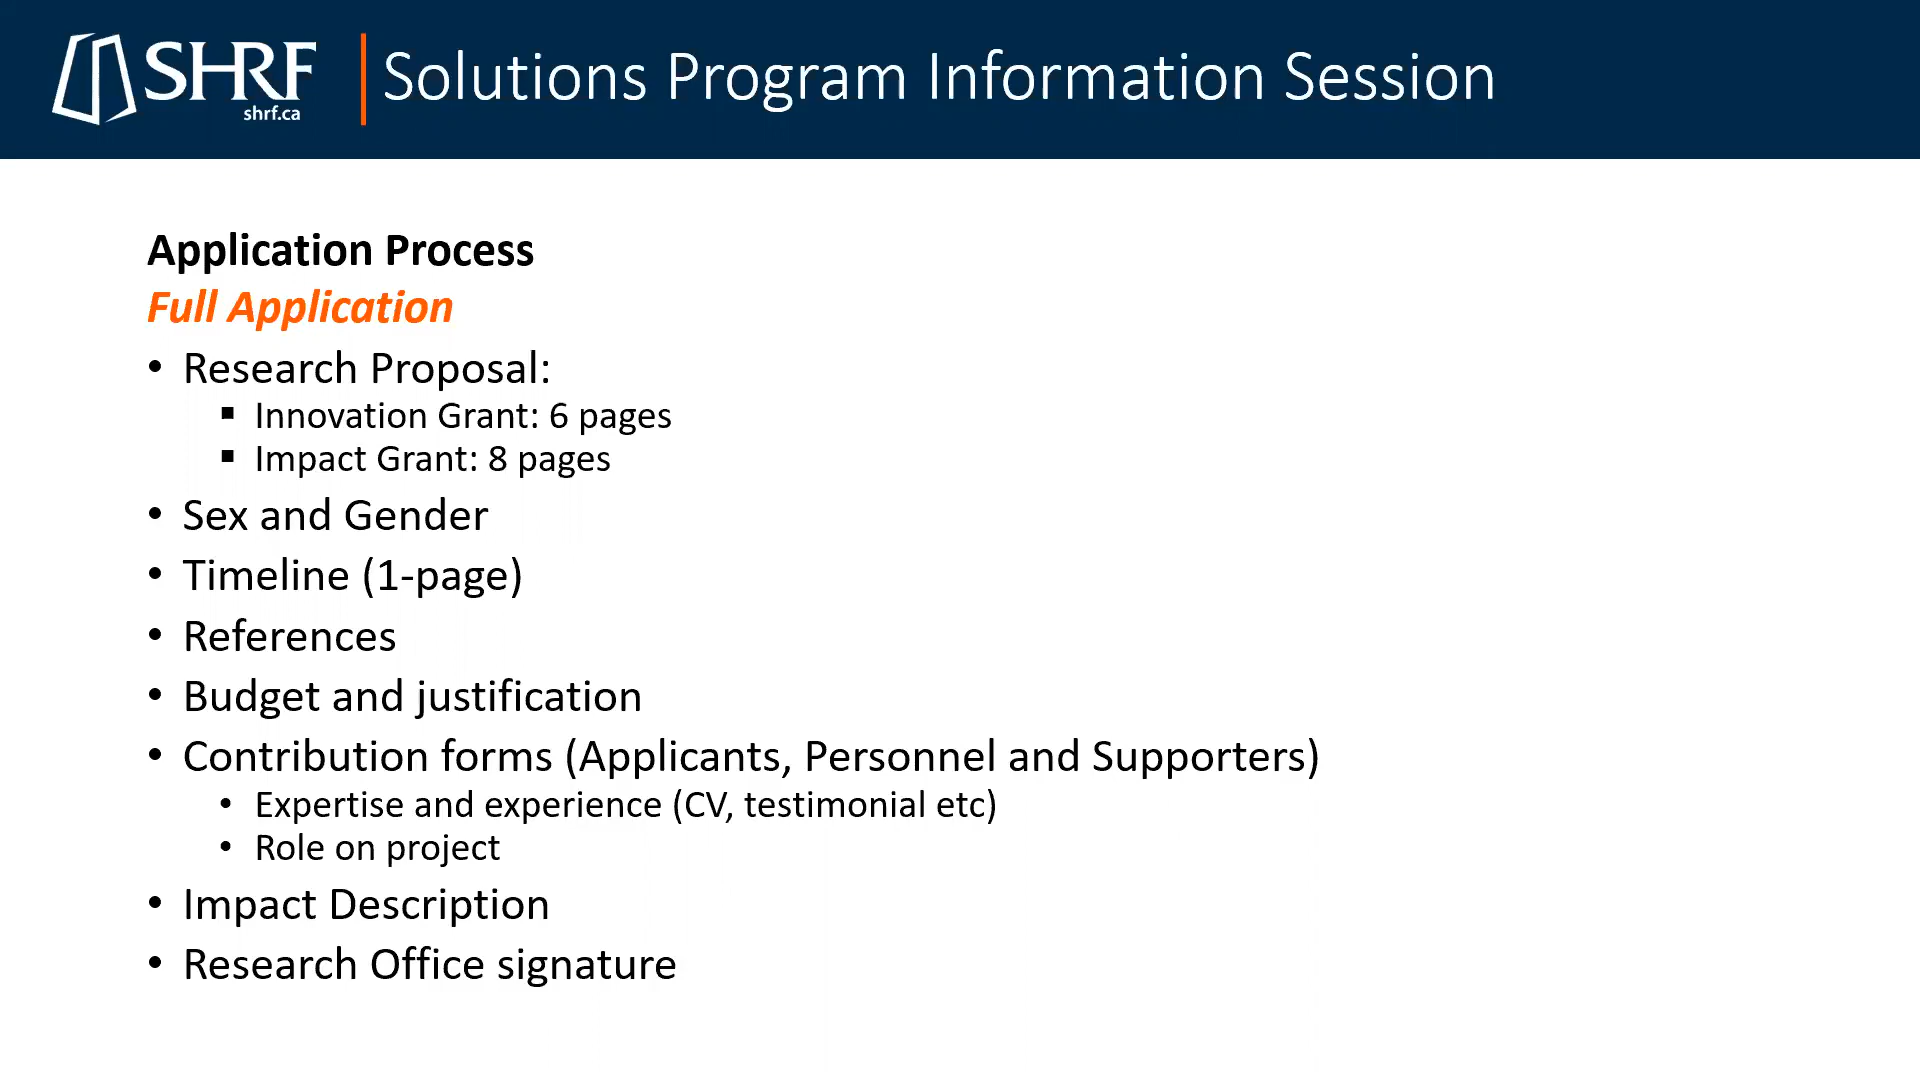 SHRF
shrf.ca
Solutions Program Information Session
Application Process
Full Application
• Research Proposal:
▪ Innovation Grant: 6 pages
▪ Impact Grant: 8 pages
• Sex and Gender
• Timeline (1-page)
• References
• Budget and justification
• Contribution forms (Applicants, Personnel and Supporters)
• Expertise and experience (CV, testimonial etc)
• Role on project
• Impact Description
• Research Office signature